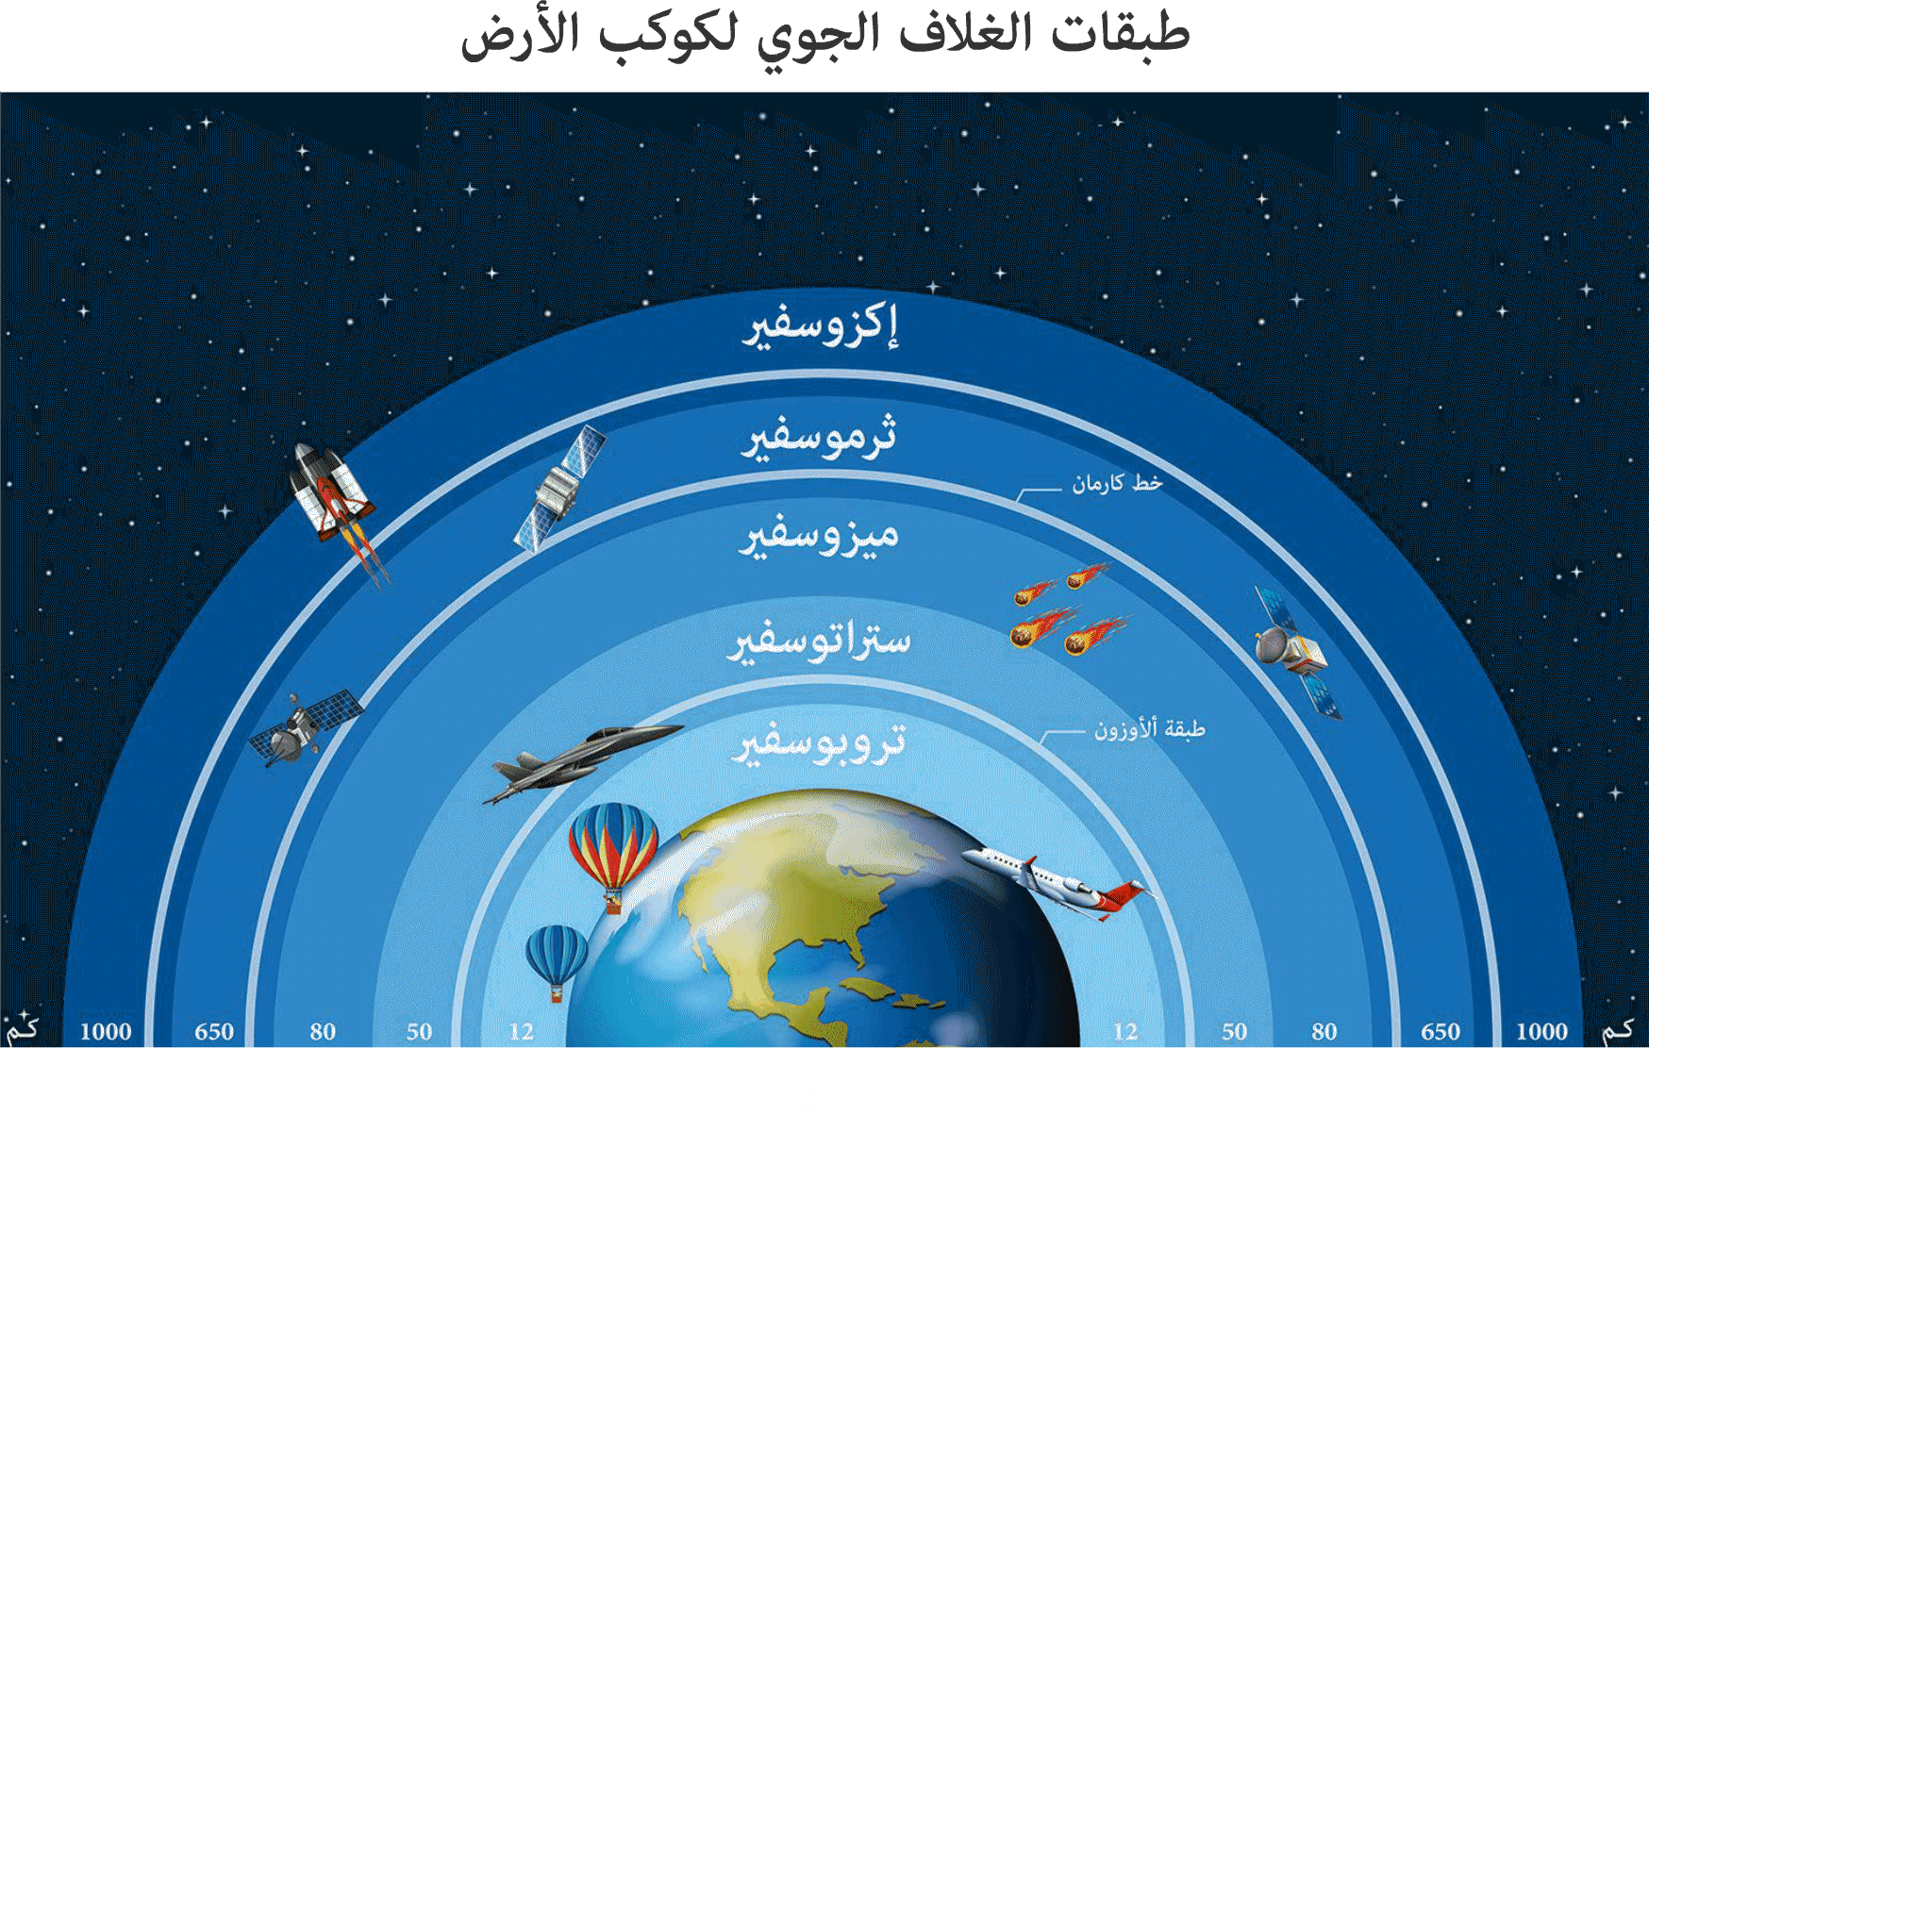 طبقات الغلاف الجوي لكوكب الأرض
إكزوسفير
ثرموسفير
خط كارمان
ميزوسفير
ستراتوسفير
طبقة ألأوزون
تروبوسفير
كم 1000 650 80 50 12 12 50 80 650 1000 كم